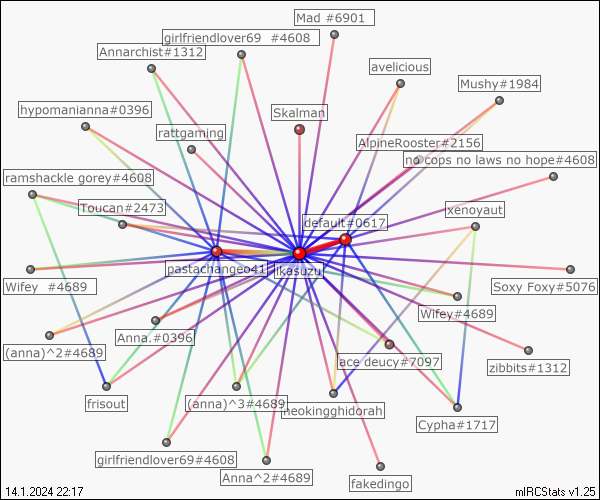 Mad #6901
girlfriendlover69 #4608
Annarchist#1312
avelicious
Mushy#1984
hypomanianna#0396
Skalman
rattgaming
AlpineRooster#2156
no cops no laws no hope#4608
ramshackle gorey#4608
Toucan#2473
default#0617
xenoyaut
pastachangeo41
ikasuzu
Wifey #4689
Soxy Foxy#5076
Wifey#4689
Anna.#0396
(anna)^2#4689
ace deucy#7097
zibbits#1312
frisout
(anna)^3#4689
neokingghidorah
Cypha#1717
girlfriendlover69#4608
Anna^2#4689
fakedingo
14.1.2024 22:17
mIRCStats v1.25